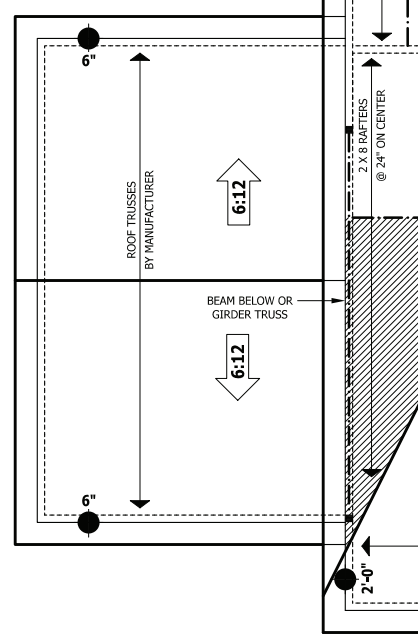 6"
ROOF TRUSSES
BY MANUFACTURER
6:12
2 X 8 RAFTERS
@ 24" ON CENTER
BEAM BELOW OR
GIRDER TRUSS
6:12
6"
2'-0"